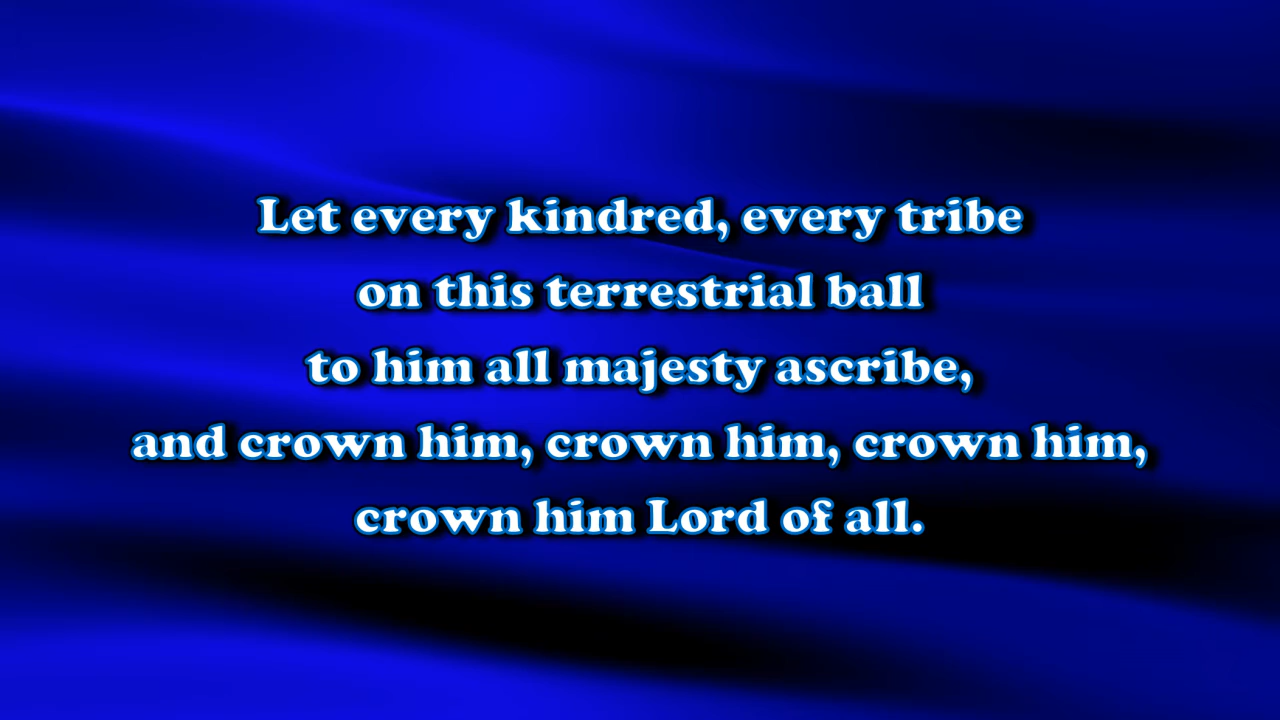 Let every kindred, every tribe
on this terrestrial ball
to him all majesty ascribe,
and crown him, crown him, crown him,
crown him Lord of all.